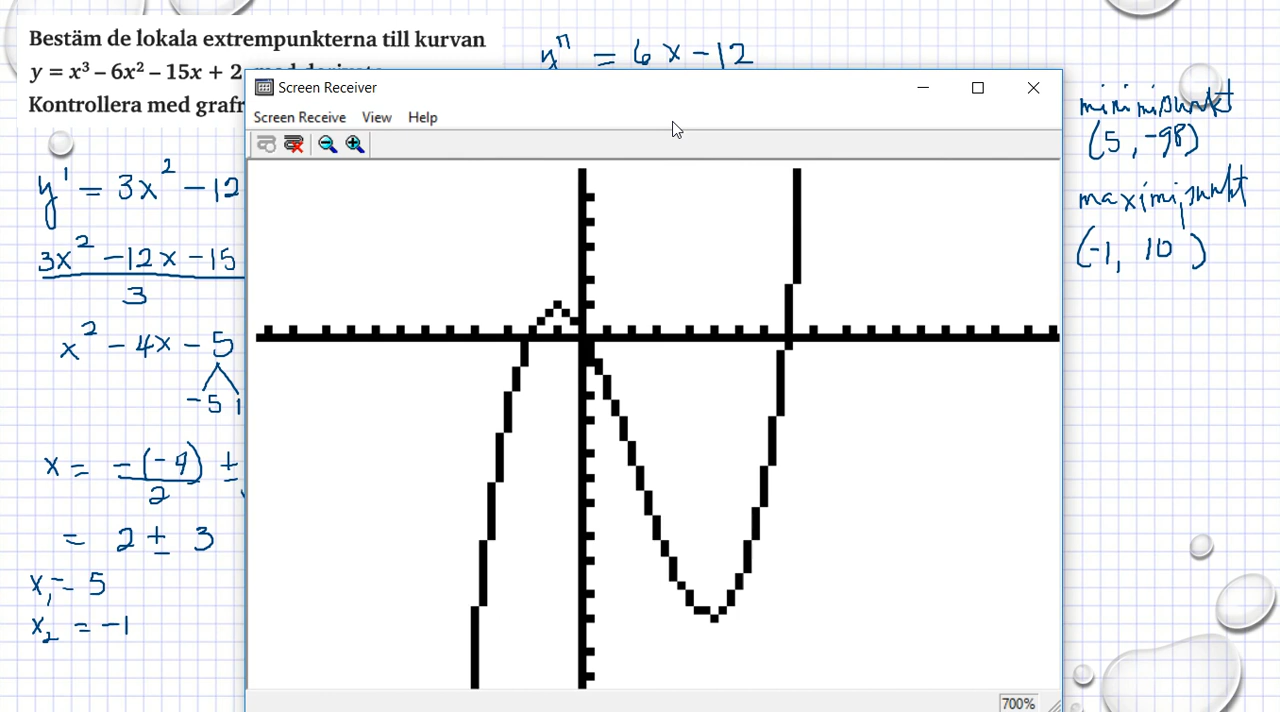 Bestäm de lokala extrempunkterna till kurvan
y = x³ – 6x² – 15x + 2
Kontrollera med graf
y" = 6x - 12
Screen Receiver
Screen Receive View Help
minimipunkt
(5, -98)
maximipunkt
(-1, 10)
y' = 3x² - 12
3x² - 12x - 15
3
x² - 4x - 5
-5 1
x = -(-4) ±
2
= 2 ± 3
x₁ = 5
x₂ = -1
700%